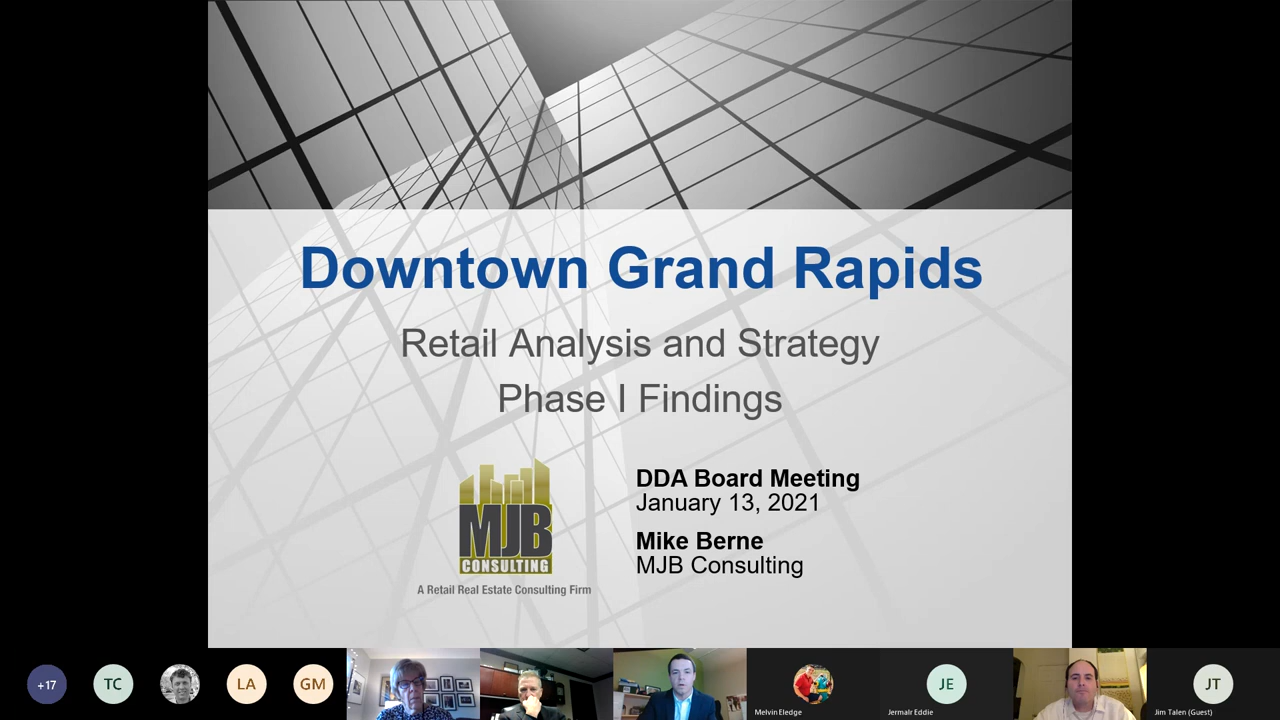 Downtown Grand Rapids
Retail Analysis and Strategy
Phase I Findings
MJB
CONSULTING
A Retail Real Estate Consulting Firm
DDA Board Meeting
January 13, 2021
Mike Berne
MJB Consulting
+17
TC
LA
GM
Melvin Eledge
JE
Jermalr Eddie
JT
Jim Talen (Guest)